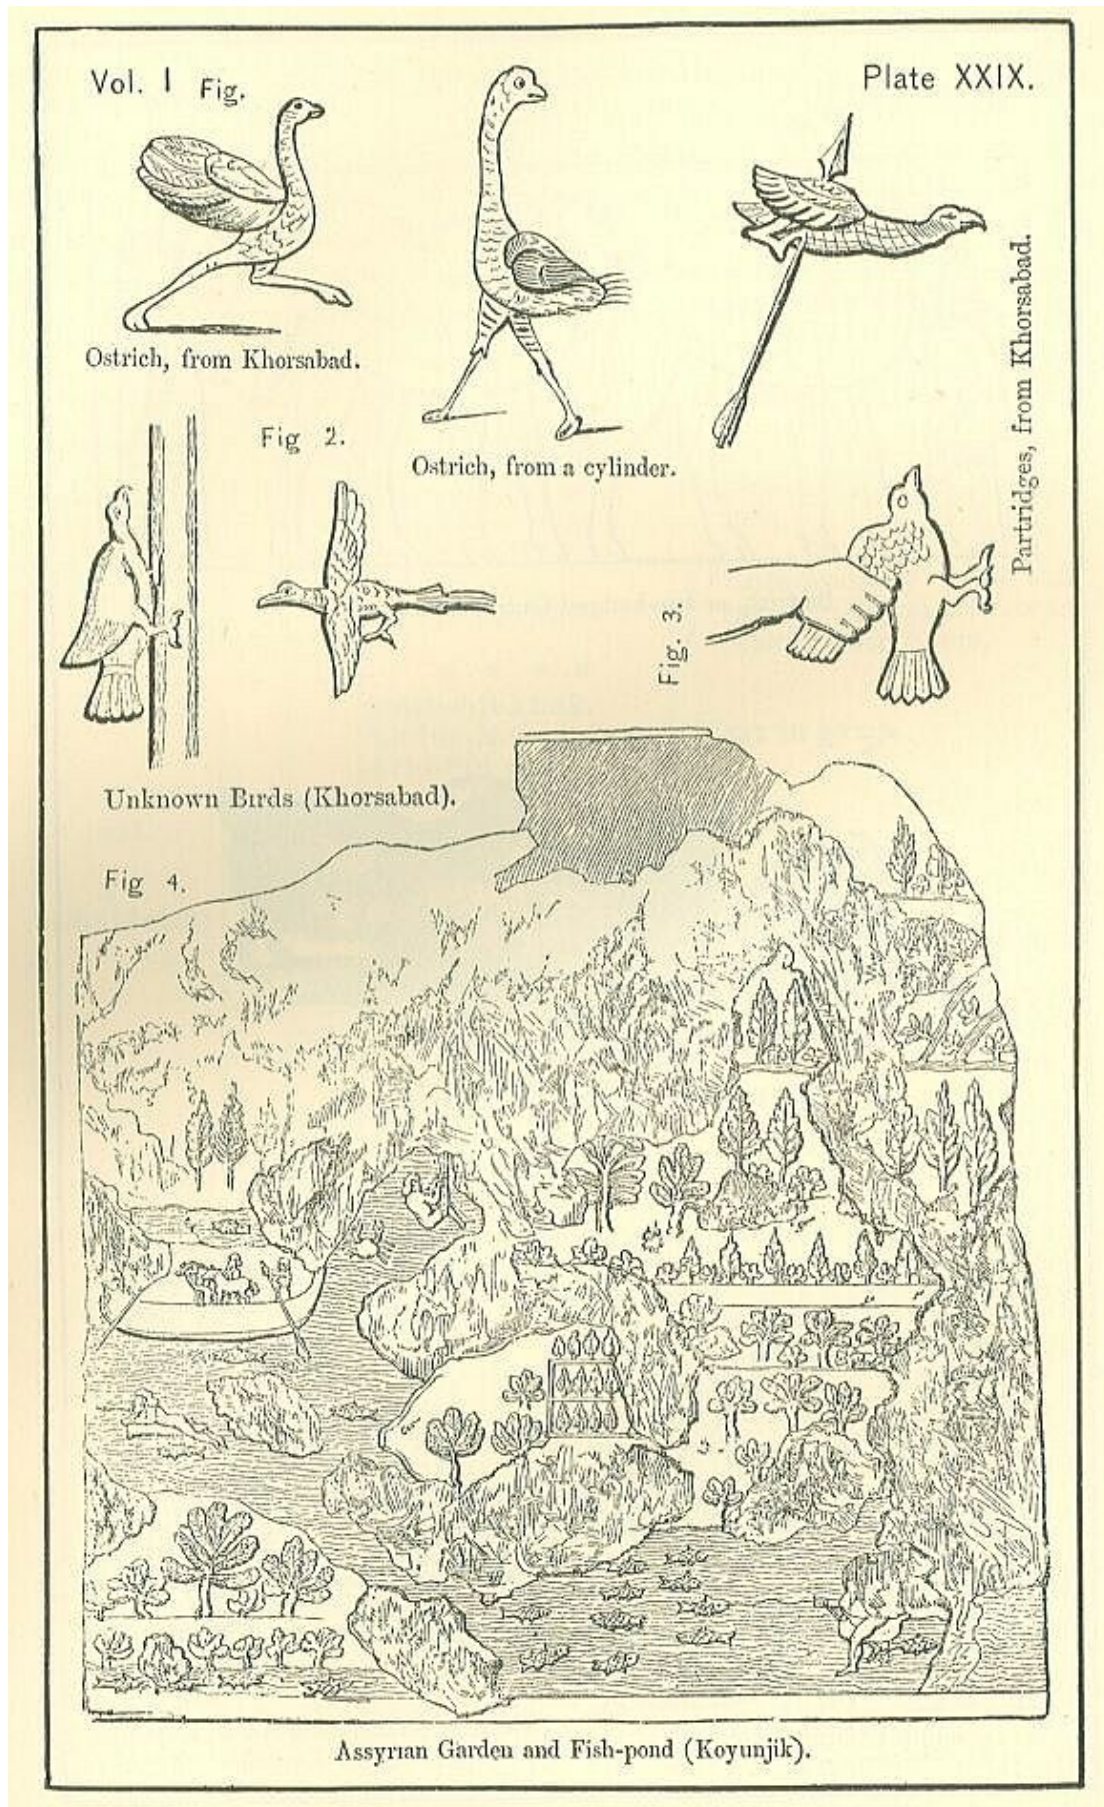 Vol. I Fig.
Plate XXIX.
Ostrich, from Khorsabad.
Fig 2.
Ostrich, from a cylinder.
Partridges, from Khorsabad.
Fig. 3.
Unknown Birds (Khorsabad).
Fig 4.
Assyrian Garden and Fish-pond (Koyunjik).